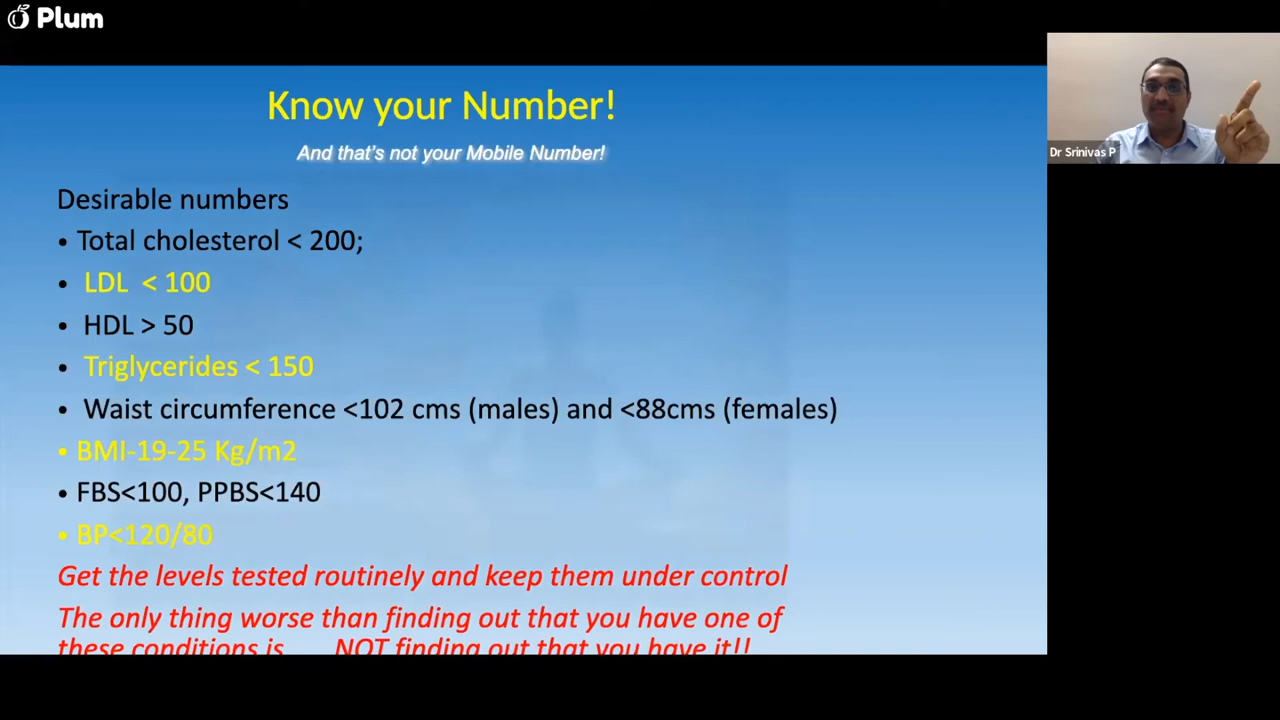 Plum
Know your Number!
And that's not your Mobile Number!
Desirable numbers
• Total cholesterol < 200;
• LDL < 100
• HDL > 50
• Triglycerides < 150
• Waist circumference <102 cms (males) and <88cms (females)
• BMI-19-25 Kg/m2
• FBS<100, PPBS<140
• BP<120/80
Get the levels tested routinely and keep them under control
The only thing worse than finding out that you have one of
these conditions is NOT finding out that you have it!!
Dr Srinivas P